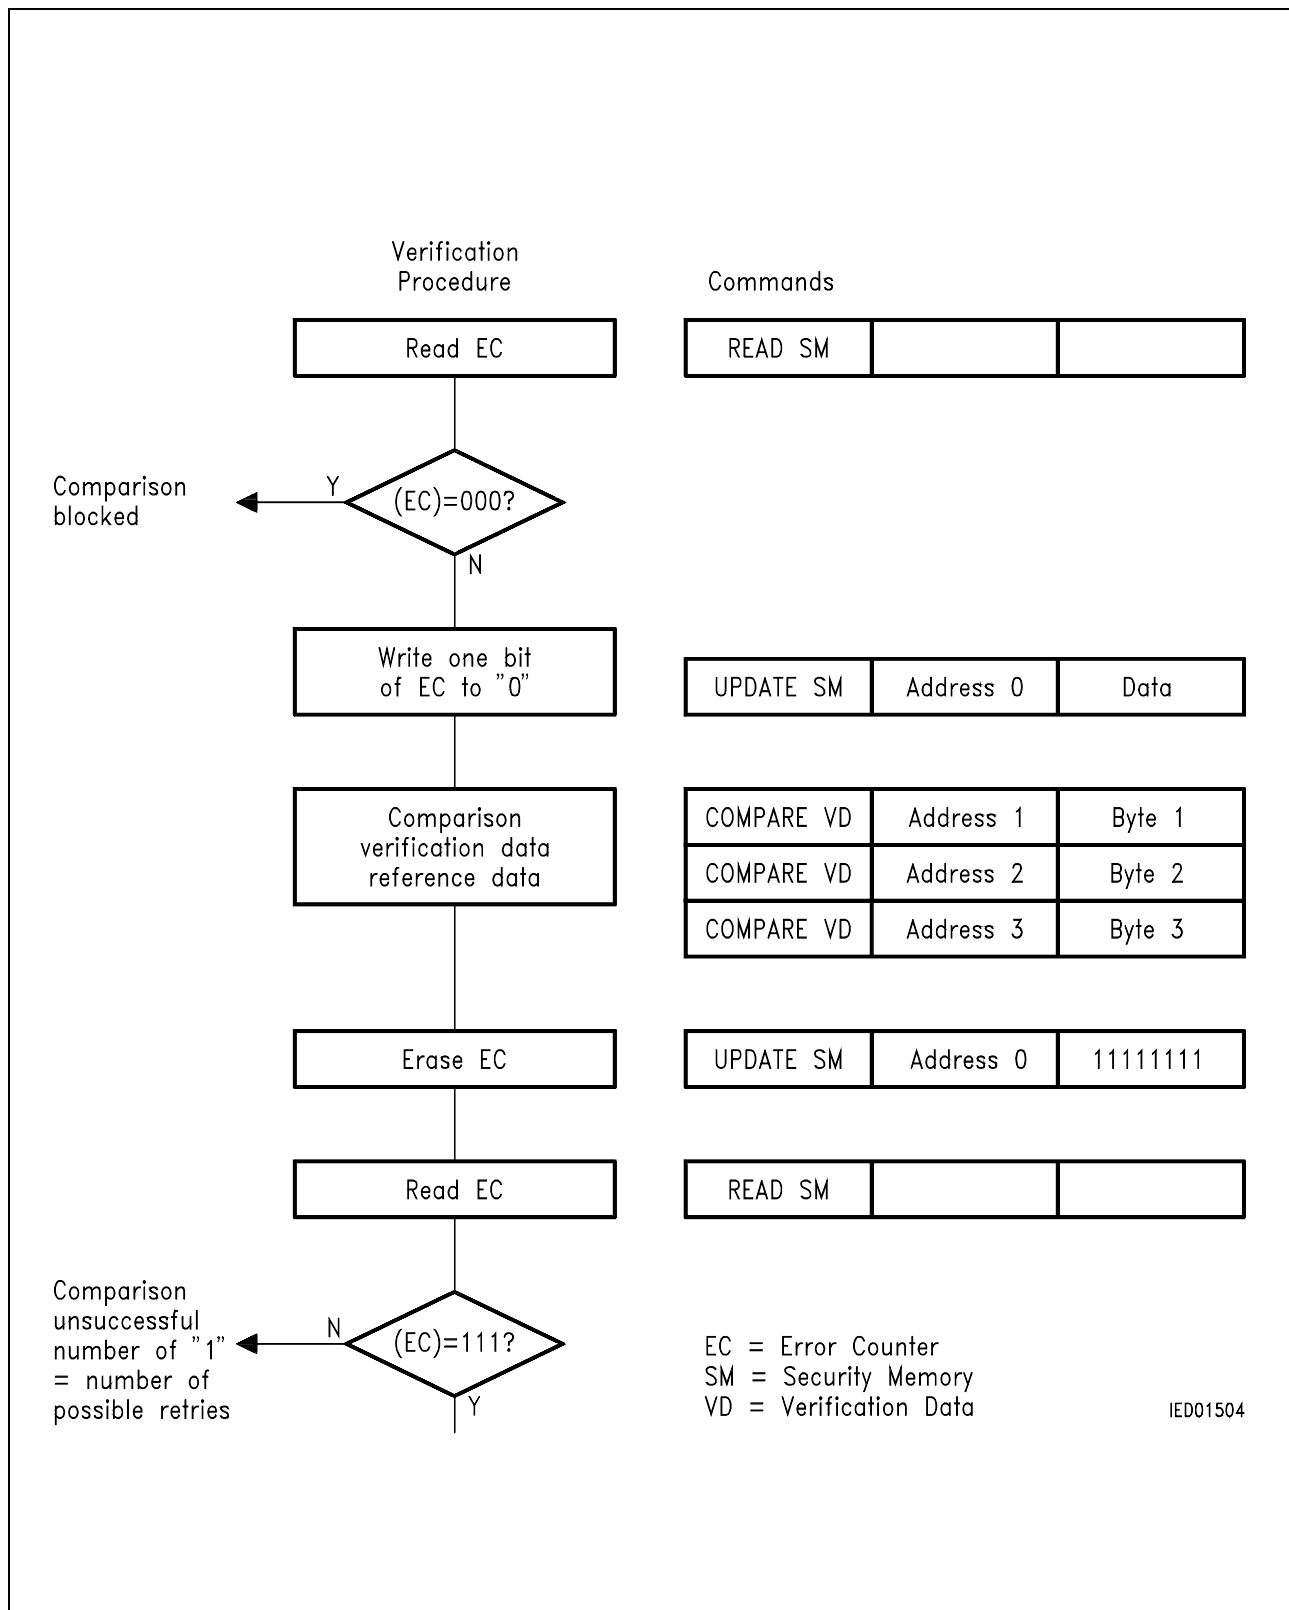 Verification
Procedure
Commands
Read EC
READ SM
Comparison
blocked
Y
(EC)=000?
N
Write one bit
of EC to "0"
UPDATE SM Address 0 Data
Comparison
verification data
reference data
COMPARE VD Address 1 Byte 1
COMPARE VD Address 2 Byte 2
COMPARE VD Address 3 Byte 3
Erase EC
UPDATE SM Address 0 11111111
Read EC
READ SM
Comparison
unsuccessful
number of "1"
= number of
possible retries
N
(EC)=111?
Y
EC = Error Counter
SM = Security Memory
VD = Verification Data
IED01504